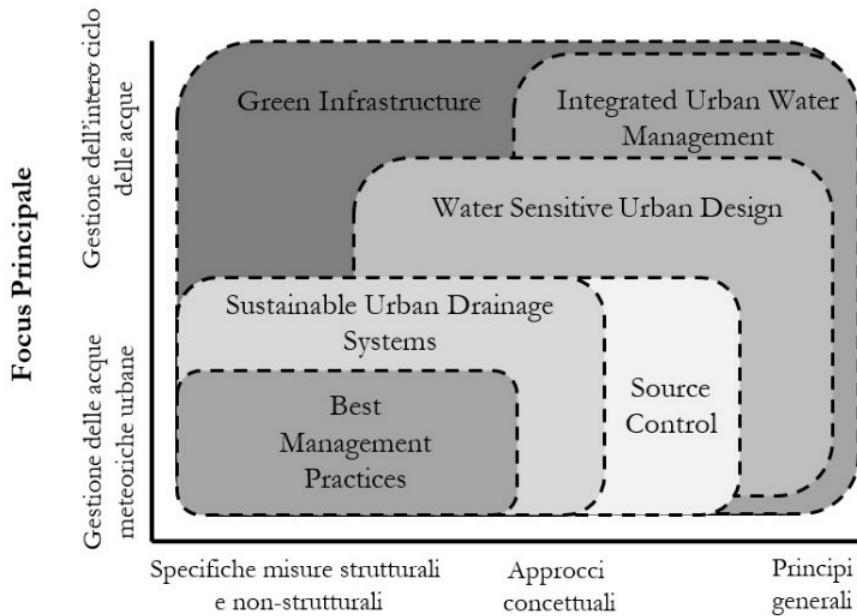 Focus Principale
Gestione dell'intero ciclo
delle acque
Gestione delle acque
meteoriche urbane
Green Infrastructure
Integrated Urban Water
Management
Water Sensitive Urban Design
Sustainable Urban Drainage
Systems
Source
Control
Best
Management
Practices
Specifiche misure strutturali
e non-strutturali
Approcci
concettuali
Principi
generali